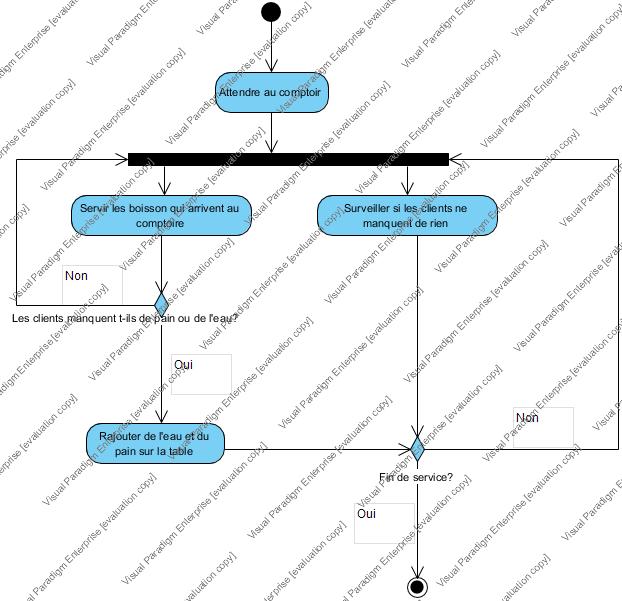 Attendre au comptoir
Servir les boisson qui arrivent au
comptoire
Surveiller si les clients ne
manquent de rien
Non
Les clients manquent t-ils de pain ou de l'eau?
Oui
Rajouter de l'eau et du
pain sur la table
Non
Fin de service?
Oui
Visual Paradigm Enterprise [evaluation copy]